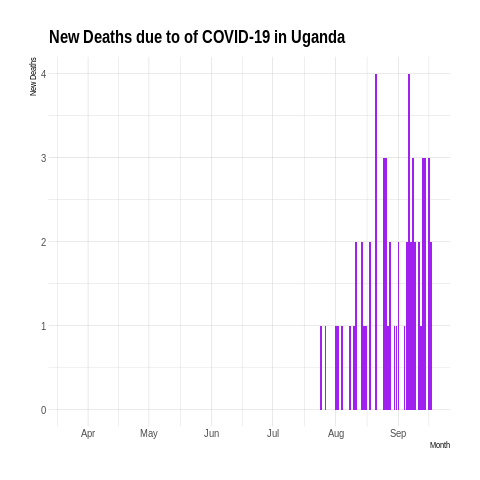 New Deaths due to of COVID-19 in Uganda
New Deaths
4
3
2
1
0
Apr May Jun Jul Aug Sep
Month